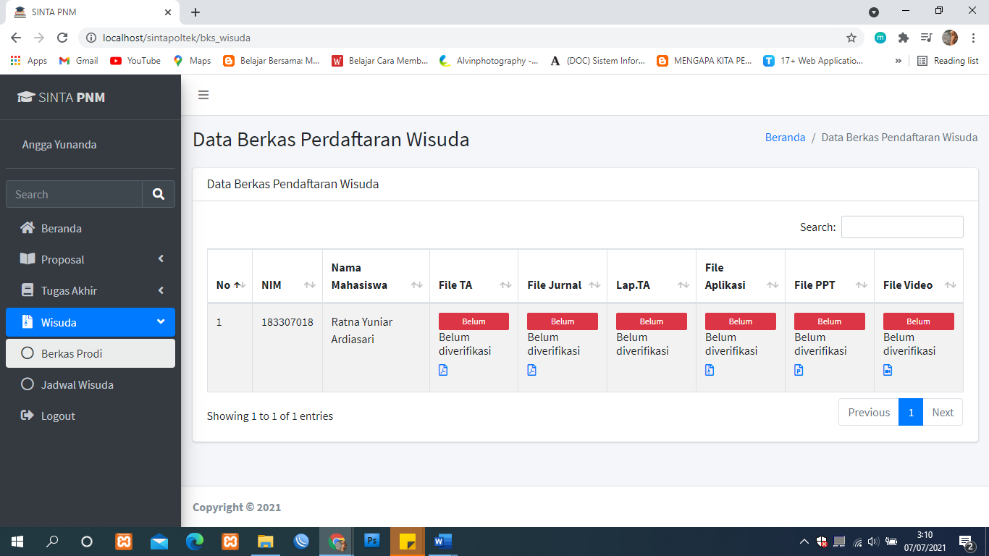 SINTA PNM
localhost/sintapoltek/bks_wisuda
Apps Gmail YouTube Maps Belajar Bersama: M... Belajar Cara Memb... Alvinphotography -... (DOC) Sistem Infor... MENGAPA KITA PE... 17+ Web Applicatio... » Reading list
SINTA PNM
Angga Yunanda
Search
Beranda
Proposal
Tugas Akhir
Wisuda
Berkas Prodi
Jadwal Wisuda
Logout
Data Berkas Perdaftaran Wisuda
Beranda / Data Berkas Pendaftaran Wisuda
Data Berkas Pendaftaran Wisuda
Search:
No NIM Nama Mahasiswa File TA File Jurnal Lap.TA File Aplikasi File PPT File Video
1 183307018 Ratna Yuniar Ardiasari
Belum Belum Belum Belum Belum Belum
Belum diverifikasi Belum diverifikasi Belum diverifikasi Belum diverifikasi Belum diverifikasi Belum diverifikasi
Showing 1 to 1 of 1 entries
Previous 1 Next
Copyright © 2021
3:10
07/07/2021
2